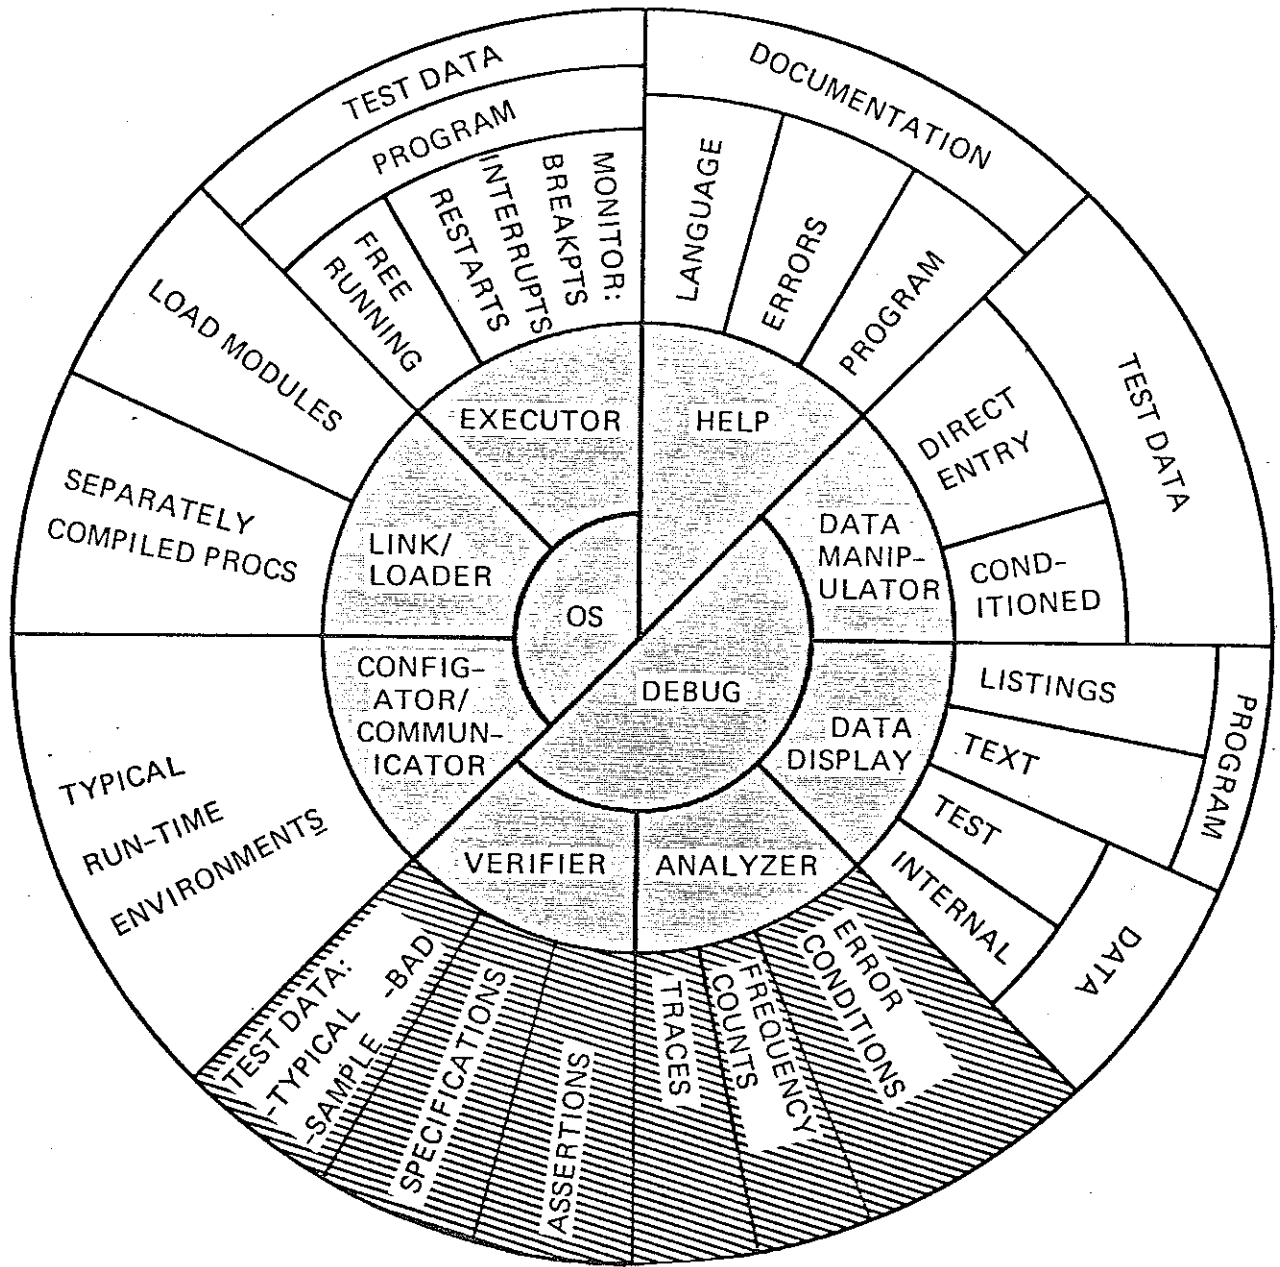 TEST DATA
PROGRAM
FREE
RUNNING
RESTARTS
INTERRUPTS
BREAKPTS
MONITOR:
DOCUMENTATION
LANGUAGE
ERRORS
PROGRAM
LOAD MODULES
SEPARATELY
COMPILED PROCS
TEST DATA
DIRECT
ENTRY
COND-
ITIONED
EXECUTOR
HELP
LINK/
LOADER
DATA
MANIP-
ULATOR
OS
DEBUG
CONFIG-
ATOR/
COMMUN-
ICATOR
DATA
DISPLAY
VERIFIER
ANALYZER
TYPICAL
RUN-TIME
ENVIRONMENTS
LISTINGS
TEXT
PROGRAM
TEST
INTERNAL
DATA
TEST DATA:
-TYPICAL -BAD
-SAMPLE
SPECIFICATIONS
ASSERTIONS
TRACES
FREQUENCY
COUNTS
ERROR
CONDITIONS